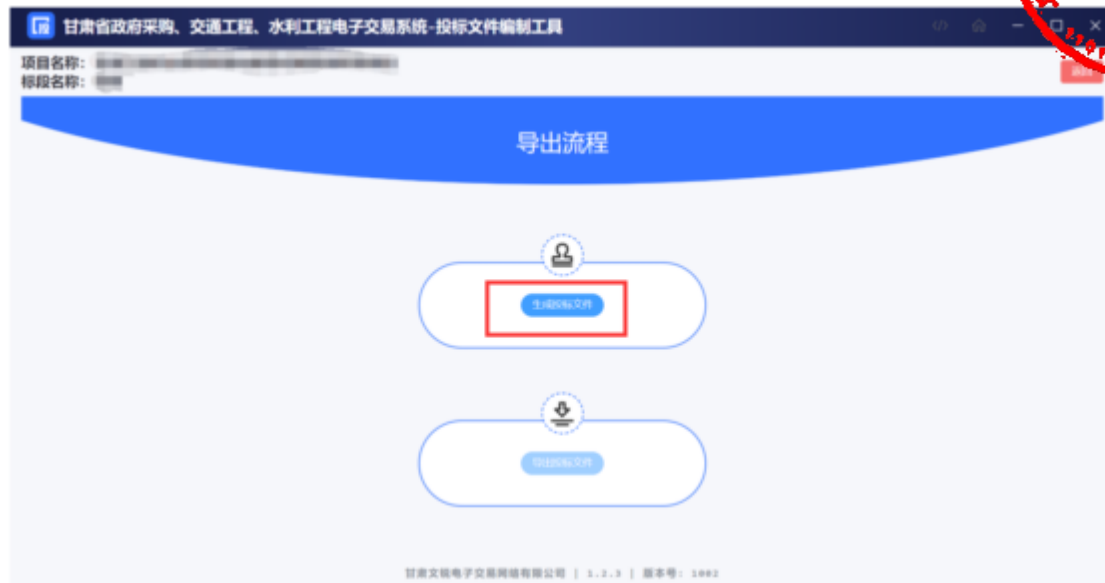 甘肃省政府采购、交通工程、水利工程电子交易系统-投标文件编制工具
项目名称：
标段名称：
导出流程
生成投标文件
导出投标文件
甘肃文锐电子交易网络有限公司 | 1.2.3 | 版本号: 1002